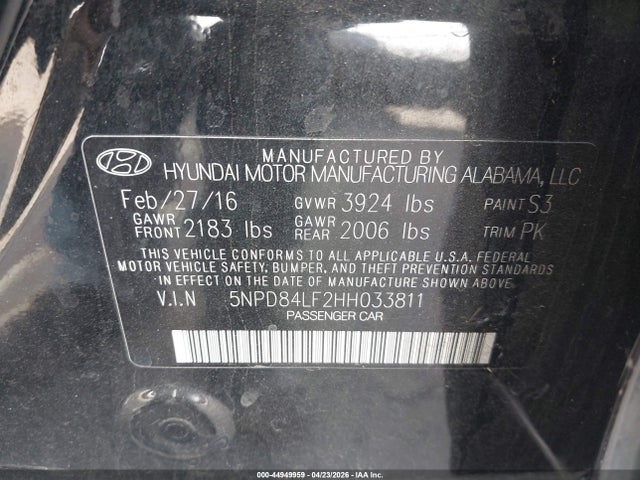 MANUFACTURED BY
HYUNDAI MOTOR MANUFACTURING ALABAMA, LLC
Feb/27/16 GVWR 3924 lbs PAINT S3
GAWR FRONT 2183 lbs GAWR REAR 2006 lbs TRIM PK
THIS VEHICLE CONFORMS TO ALL APPLICABLE U.S.A. FEDERAL
MOTOR VEHICLE SAFETY, BUMPER, AND THEFT PREVENTION STANDARDS
IN EFFECT ON THE DATE OF MANUFACTURE SHOWN ABOVE.
V.I.N 5NPD84LF2HH033811
PASSENGER CAR
000-44949959 - 04/23/2026 - IAA Inc.